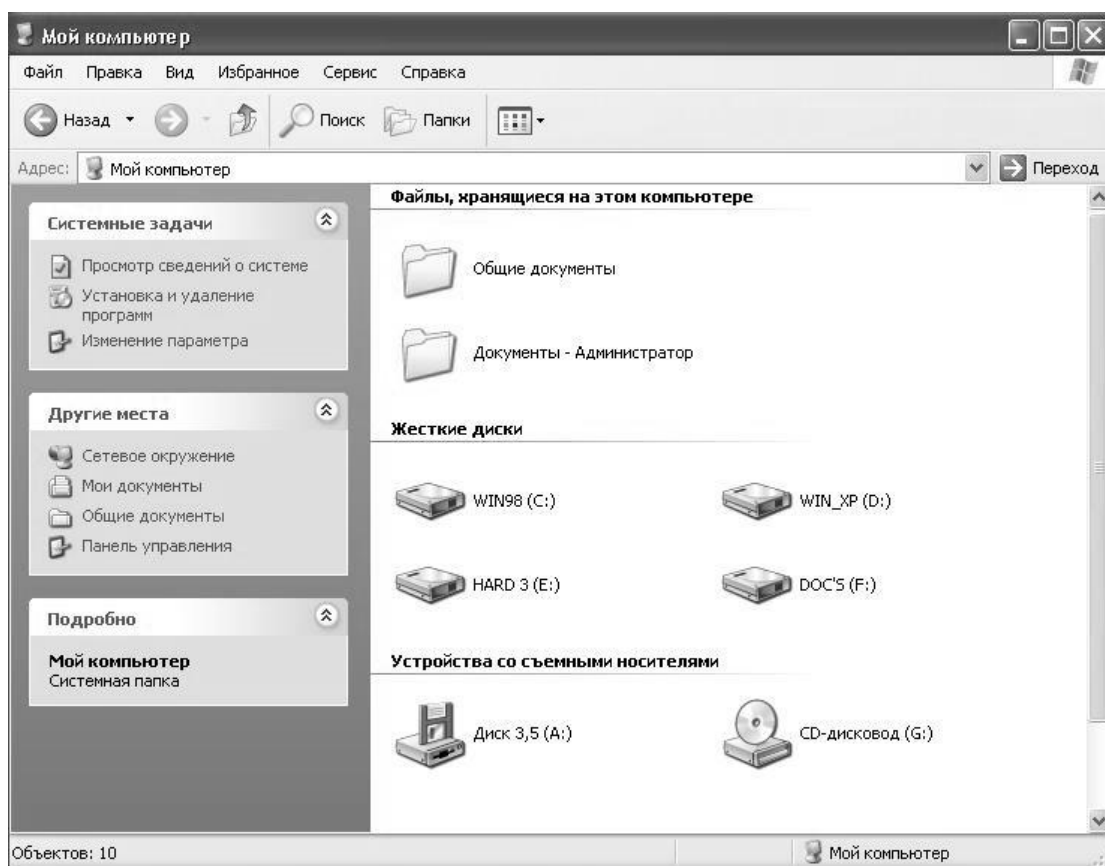 Мой компьютер
Файл Правка Вид Избранное Сервис Справка
Назад Поиск Папки
Адрес: Мой компьютер Переход
Системные задачи
Просмотр сведений о системе
Установка и удаление
программ
Изменение параметра
Другие места
Сетевое окружение
Мои документы
Общие документы
Панель управления
Подробно
Мой компьютер
Системная папка
Файлы, хранящиеся на этом компьютере
Общие документы
Документы - Администратор
Жесткие диски
WIN98 (C:) WIN_XP (D:)
HARD 3 (E:) DOC'S (F:)
Устройства со съемными носителями
Диск 3,5 (A:) CD-дисковод (G:)
Объектов: 10 Мой компьютер